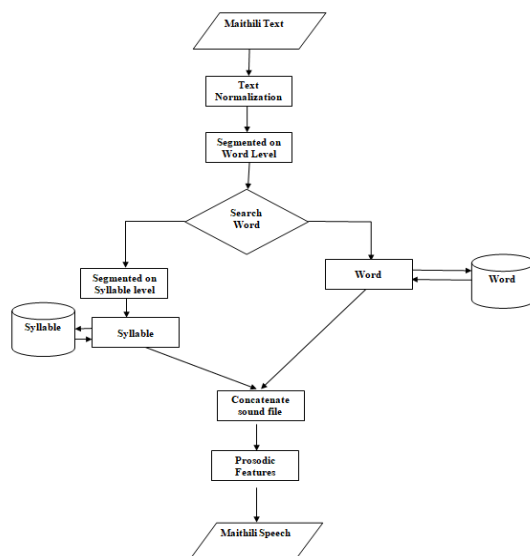 Maithili Text
Text
Normalization
Segmented on
Word Level
Search
Word
Segmented on
Syllable level
Word
Word
Syllable
Syllable
Concatenate
sound file
Prosodic
Features
Maithili Speech